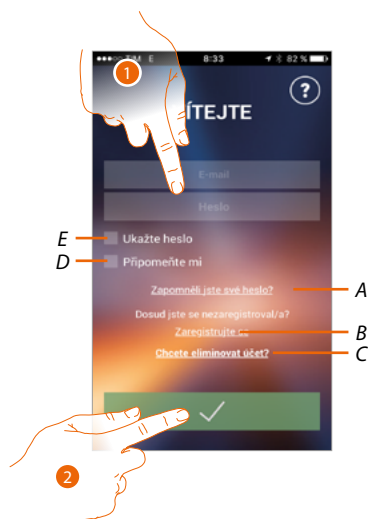 TIM E 8:33 82 %
1
?
ÍTEJTE
E-mail
Heslo
E Ukažte heslo
D Připomeňte mi
Zapomněli jste své heslo? A
Dosud jste se nezaregistroval/a?
Zaregistrujte se B
Chcete eliminovat účet? C
2